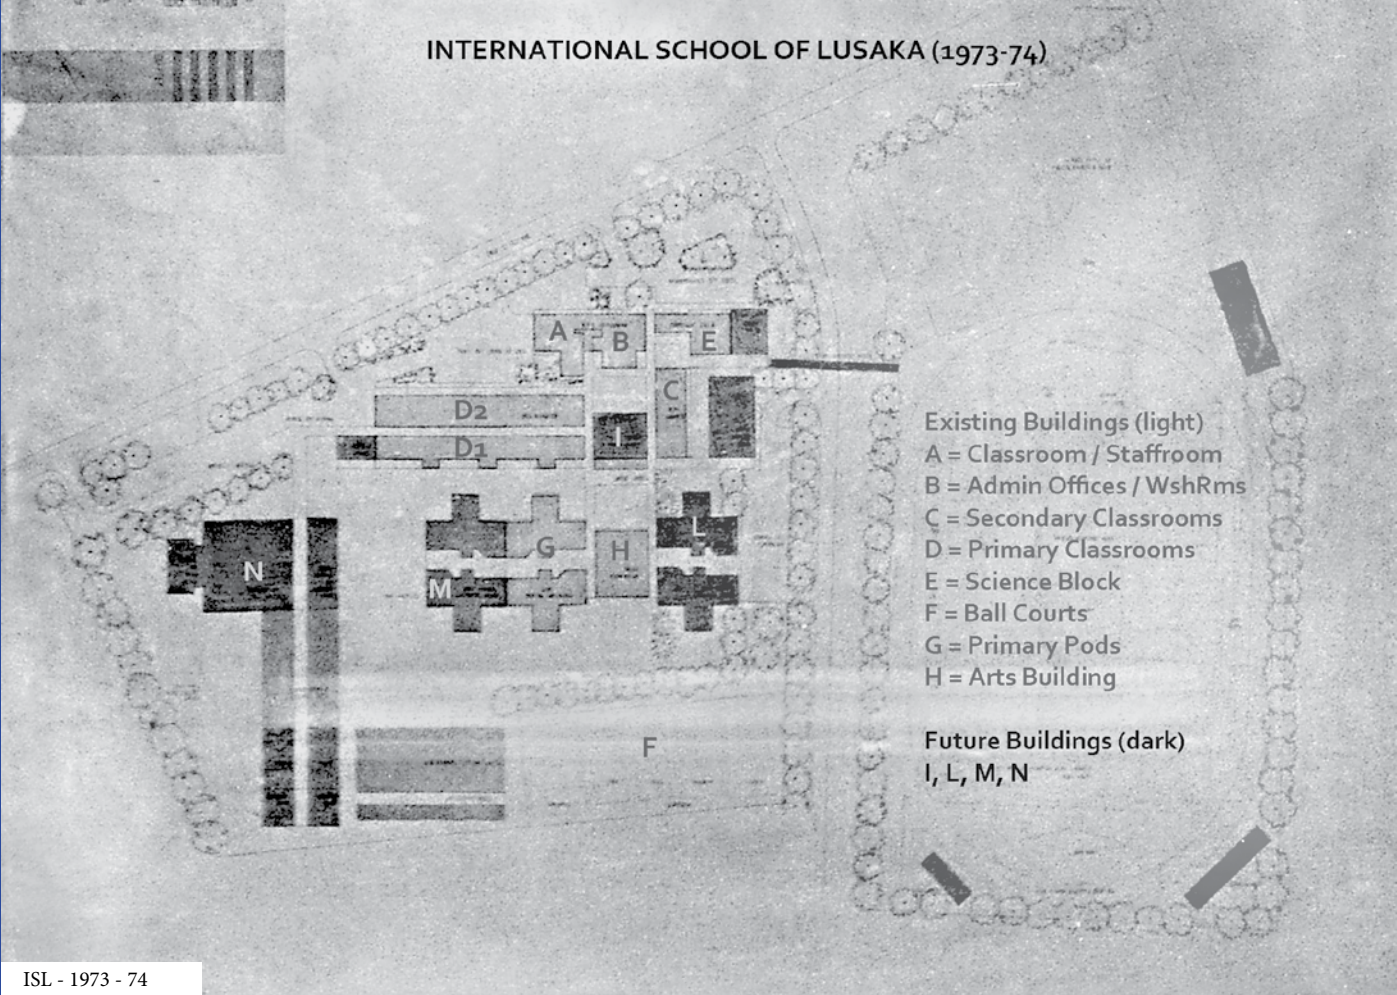 INTERNATIONAL SCHOOL OF LUSAKA (1973-74)
A
B
E
C
D2
I
D1
L
G
H
N
M
F
Existing Buildings (light)
A = Classroom / Staffroom
B = Admin Offices / WshRms
C = Secondary Classrooms
D = Primary Classrooms
E = Science Block
F = Ball Courts
G = Primary Pods
H = Arts Building
Future Buildings (dark)
I, L, M, N
ISL - 1973 - 74